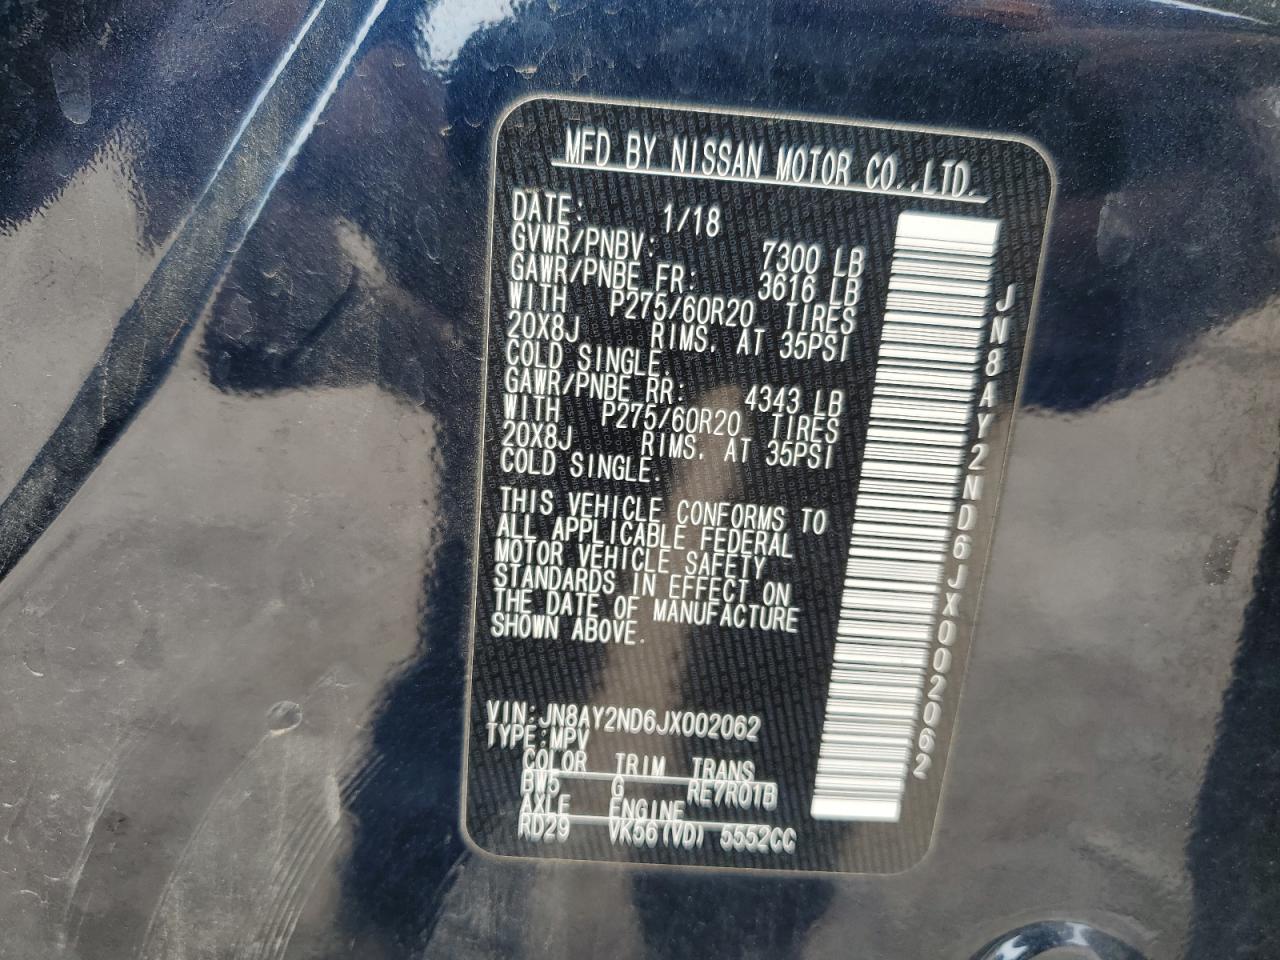 MFD BY NISSAN MOTOR CO.,LTD.
DATE: 1/18
GVWR/PNBV: 7300 LB
GAWR/PNBE FR: 3616 LB
WITH P275/60R20 TIRES
20X8J RIMS, AT 35PSI
COLD SINGLE.
GAWR/PNBE RR: 4343 LB
WITH P275/60R20 TIRES
20X8J RIMS, AT 35PSI
COLD SINGLE.
THIS VEHICLE CONFORMS TO
ALL APPLICABLE FEDERAL
MOTOR VEHICLE SAFETY
STANDARDS IN EFFECT ON
THE DATE OF MANUFACTURE
SHOWN ABOVE.
VIN:JN8AY2ND6JX002062
TYPE:MPV
COLOR TRIM TRANS
BW5 G RE7R01B
AXLE ENGINE
RD29 VK56(VD) 5552CC
JN8AY2ND6JX002062